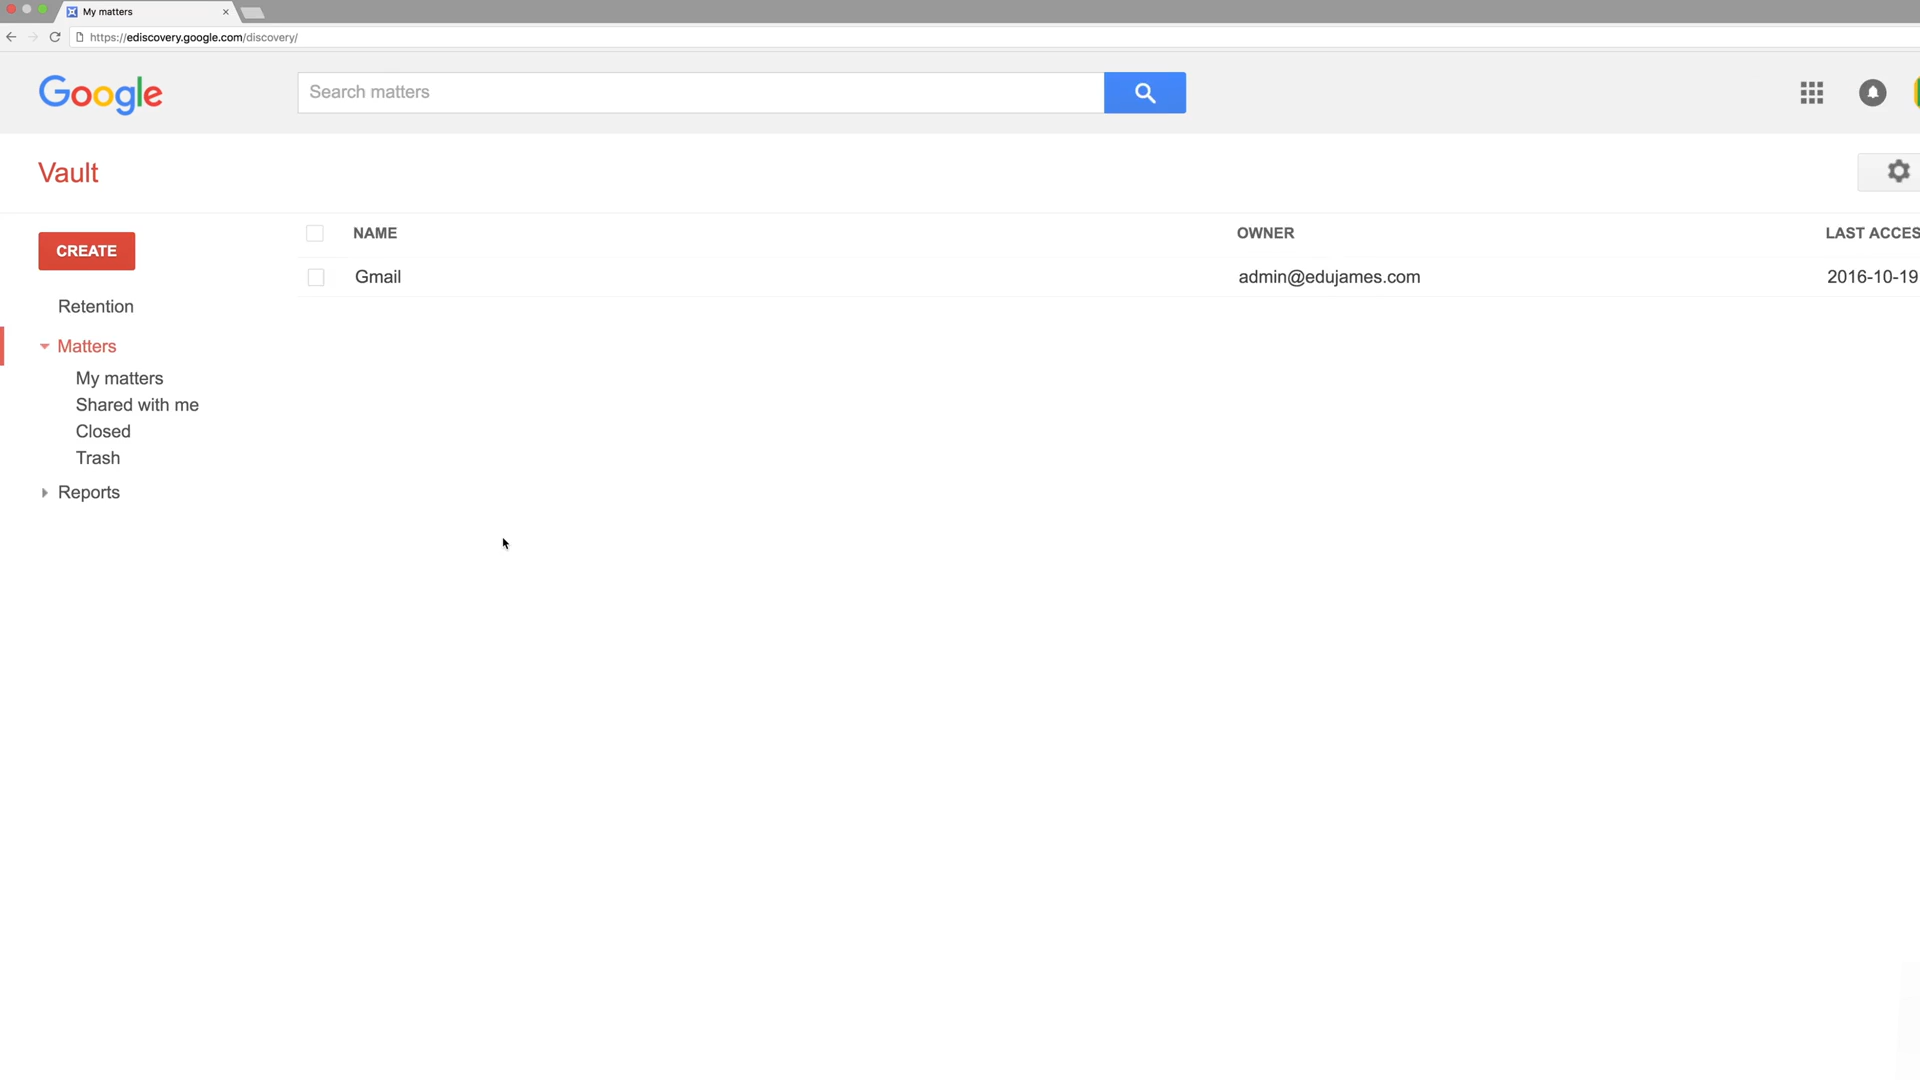 My matters
https://ediscovery.google.com/discovery/
Google
Search matters
Vault
CREATE
NAME
OWNER
LAST ACCES
Gmail
admin@edujames.com
2016-10-19
Retention
Matters
My matters
Shared with me
Closed
Trash
Reports